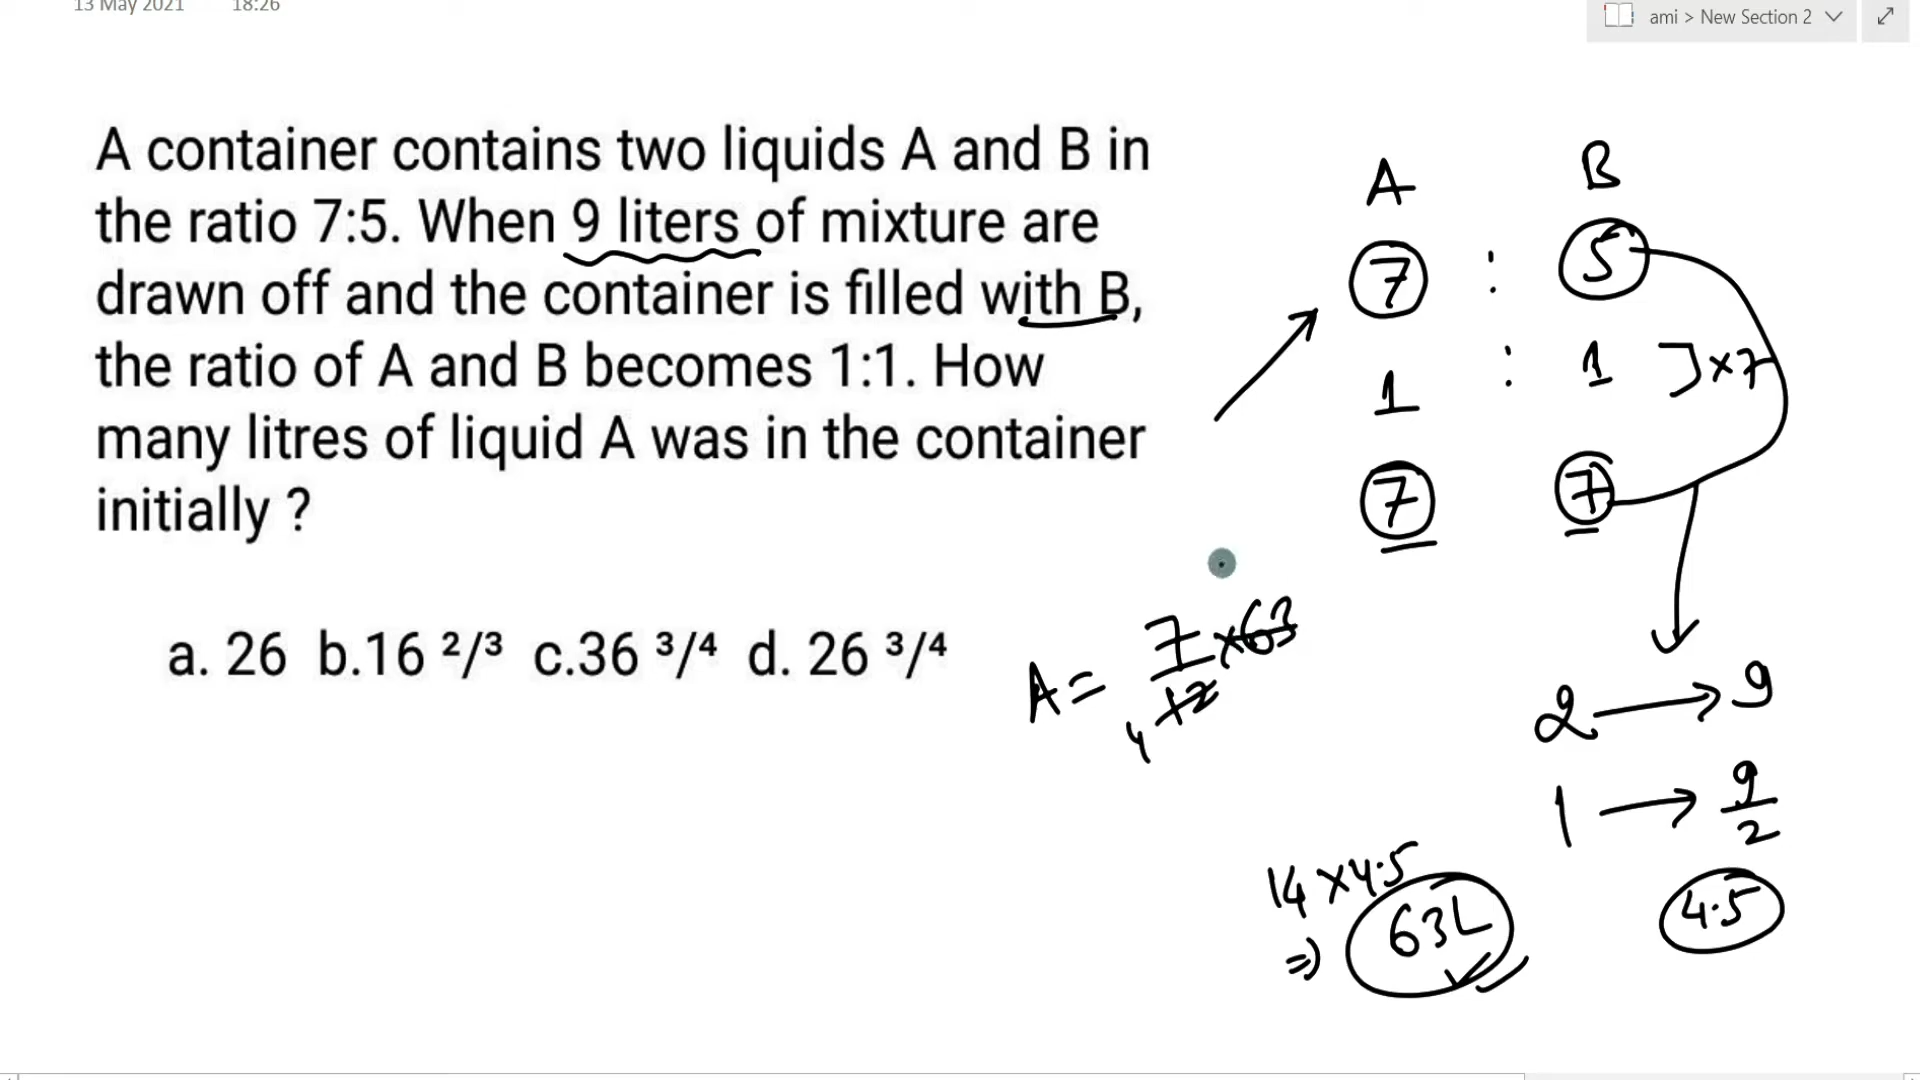 13 May 2021 18:26
ami > New Section 2
A container contains two liquids A and B in
the ratio 7:5. When 9 liters of mixture are
drawn off and the container is filled with B,
the ratio of A and B becomes 1:1. How
many litres of liquid A was in the container
initially ?
a. 26 b.16 ²/³ c.36 ³/⁴ d. 26 ³/⁴
A B
7 : 5
1 : 1 ] ×7
7 7
A = 7/12 × 63
4
2 → 9
1 → 9/2
4.5
14 × 4.5
⇒ 63L